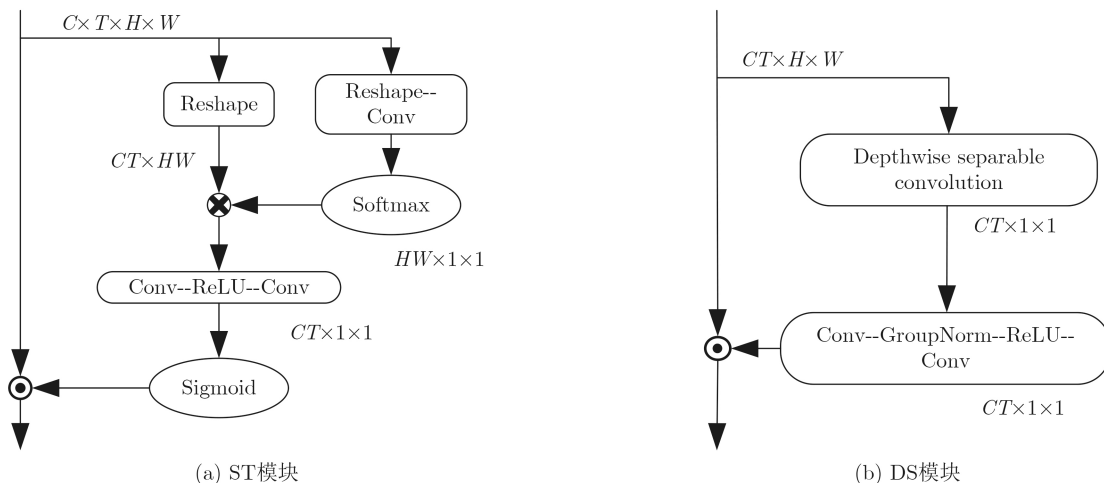 C×T×H×W
Reshape
Reshape--
Conv
CT×HW
Softmax
HW×1×1
Conv--ReLU--Conv
CT×1×1
Sigmoid
(a) ST模块
CT×H×W
Depthwise separable
convolution
CT×1×1
Conv--GroupNorm--ReLU--
Conv
CT×1×1
(b) DS模块